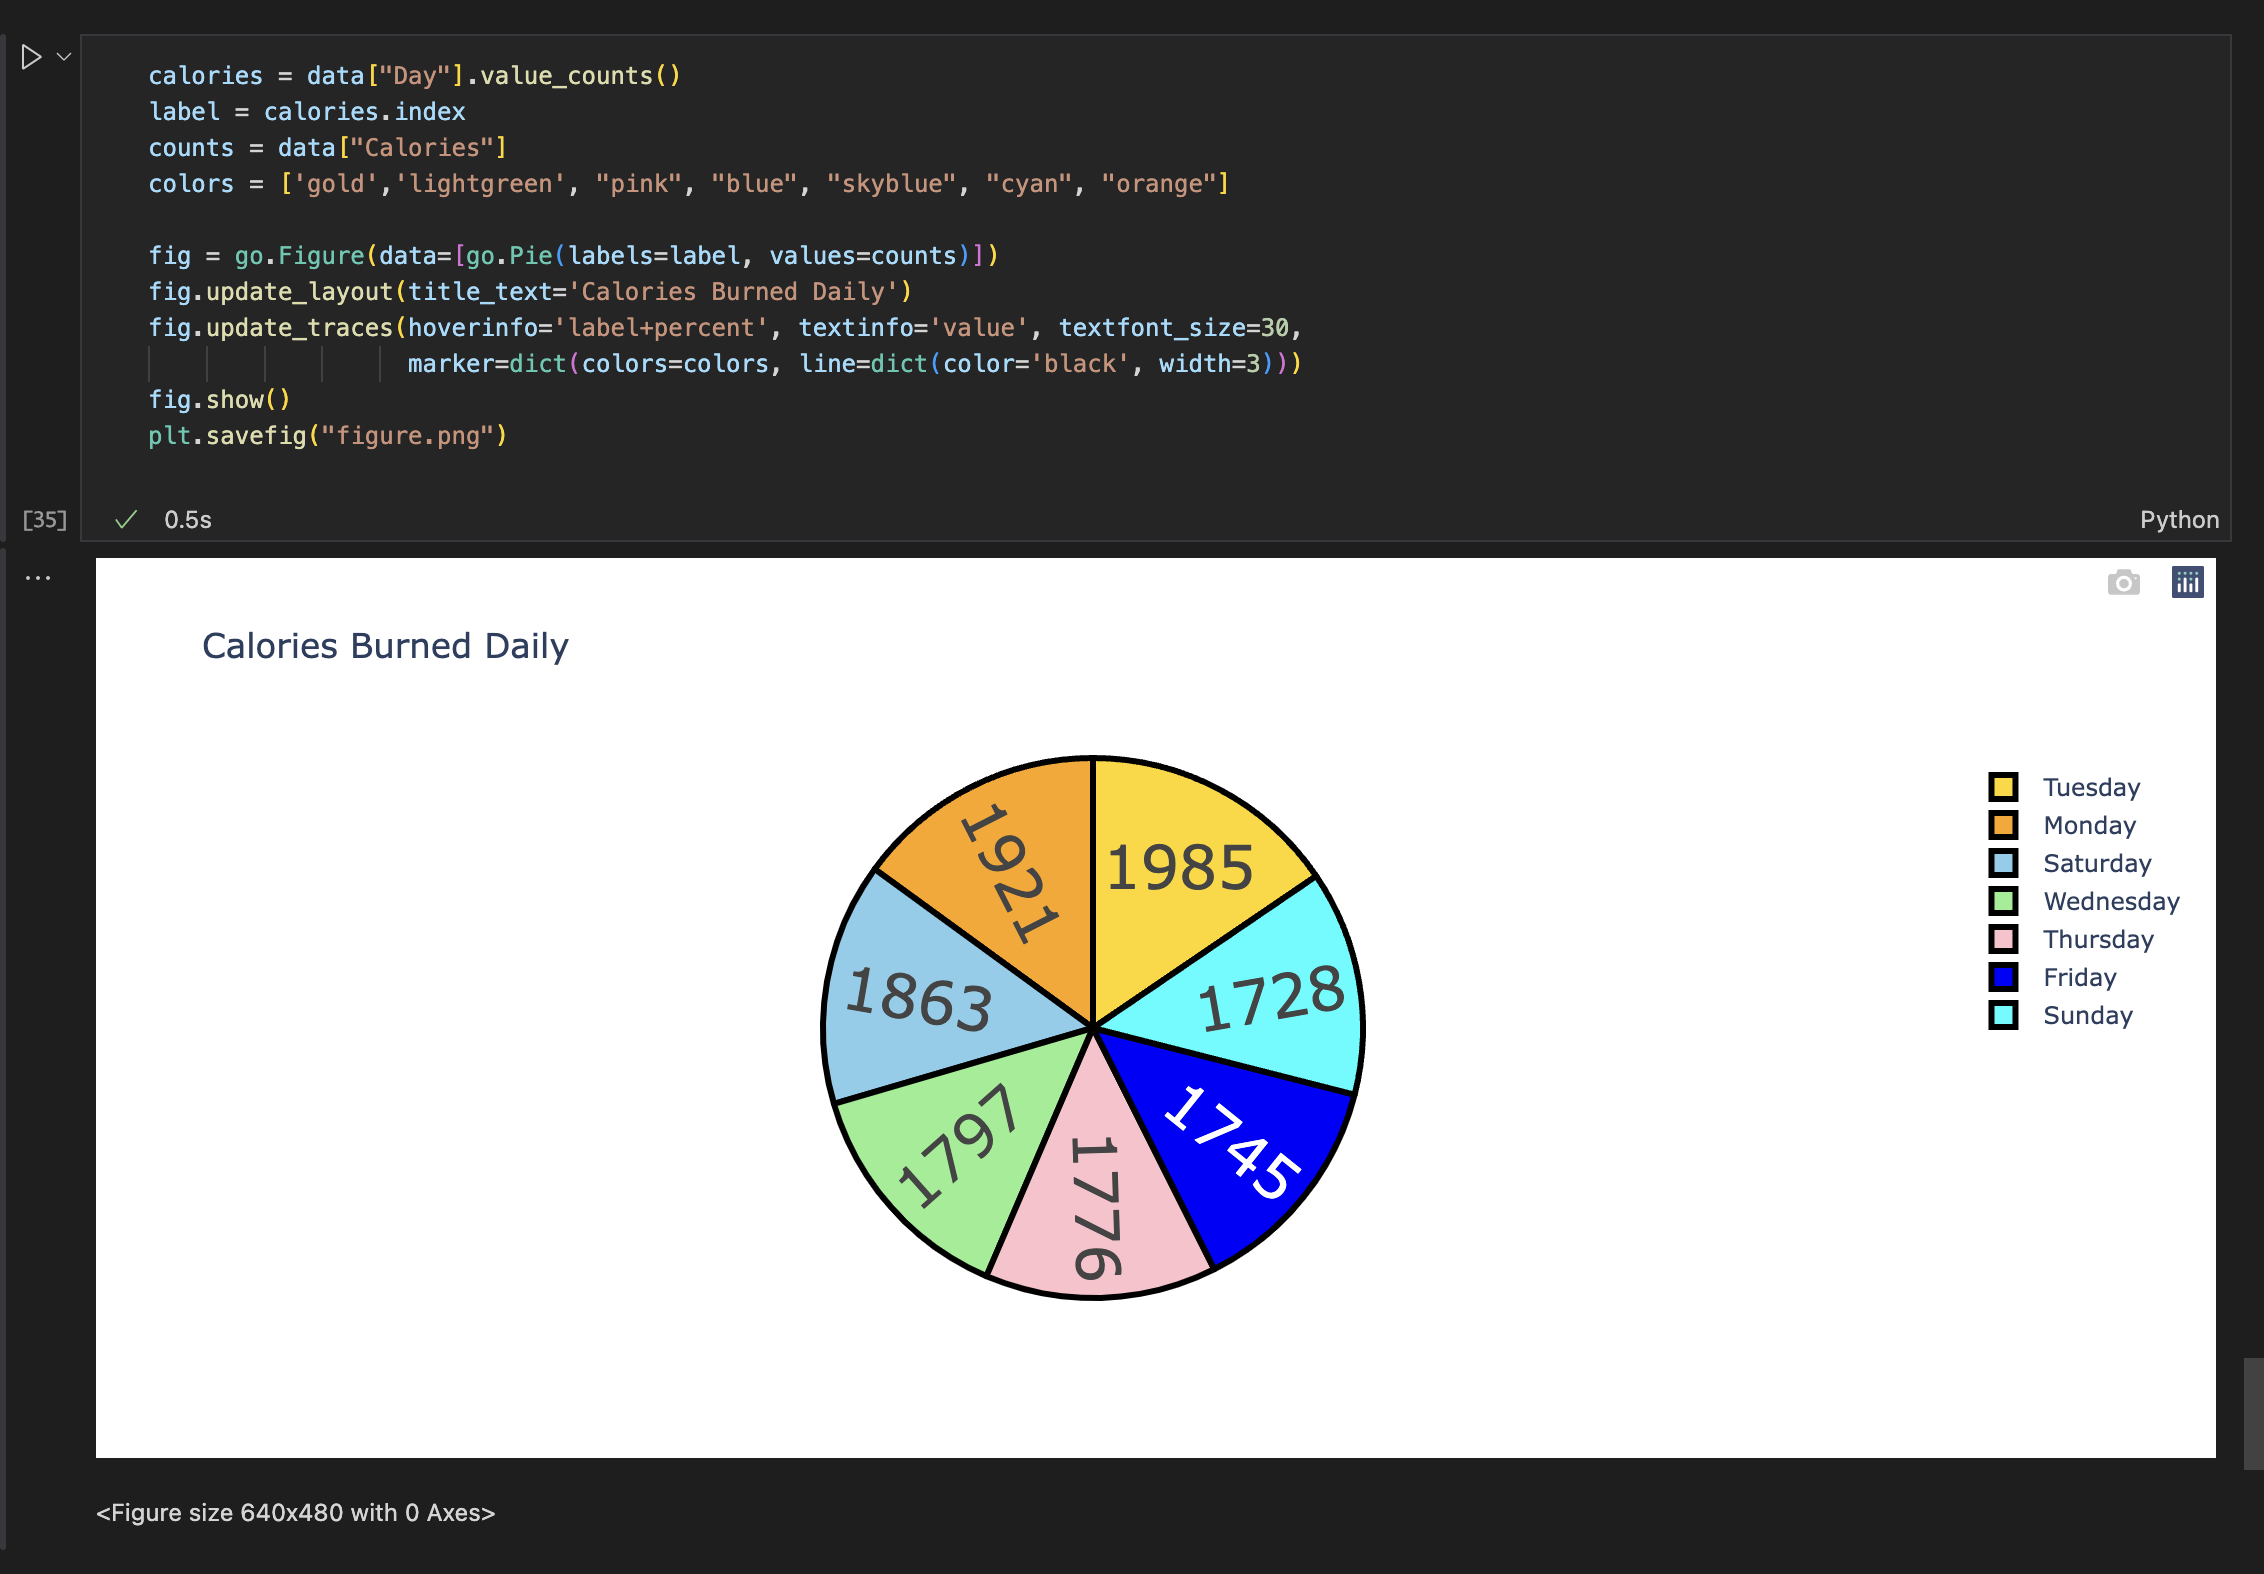 calories = data["Day"].value_counts()
label = calories.index
counts = data["Calories"]
colors = ['gold','lightgreen', "pink", "blue", "skyblue", "cyan", "orange"]
fig = go.Figure(data=[go.Pie(labels=label, values=counts)])
fig.update_layout(title_text='Calories Burned Daily')
fig.update_traces(hoverinfo='label+percent', textinfo='value', textfont_size=30,
marker=dict(colors=colors, line=dict(color='black', width=3)))
fig.show()
plt.savefig("figure.png")
[35]
0.5s
Python
Calories Burned Daily
1921
1985
1863
1728
1797
1745
1776
Tuesday
Monday
Saturday
Wednesday
Thursday
Friday
Sunday
<Figure size 640x480 with 0 Axes>